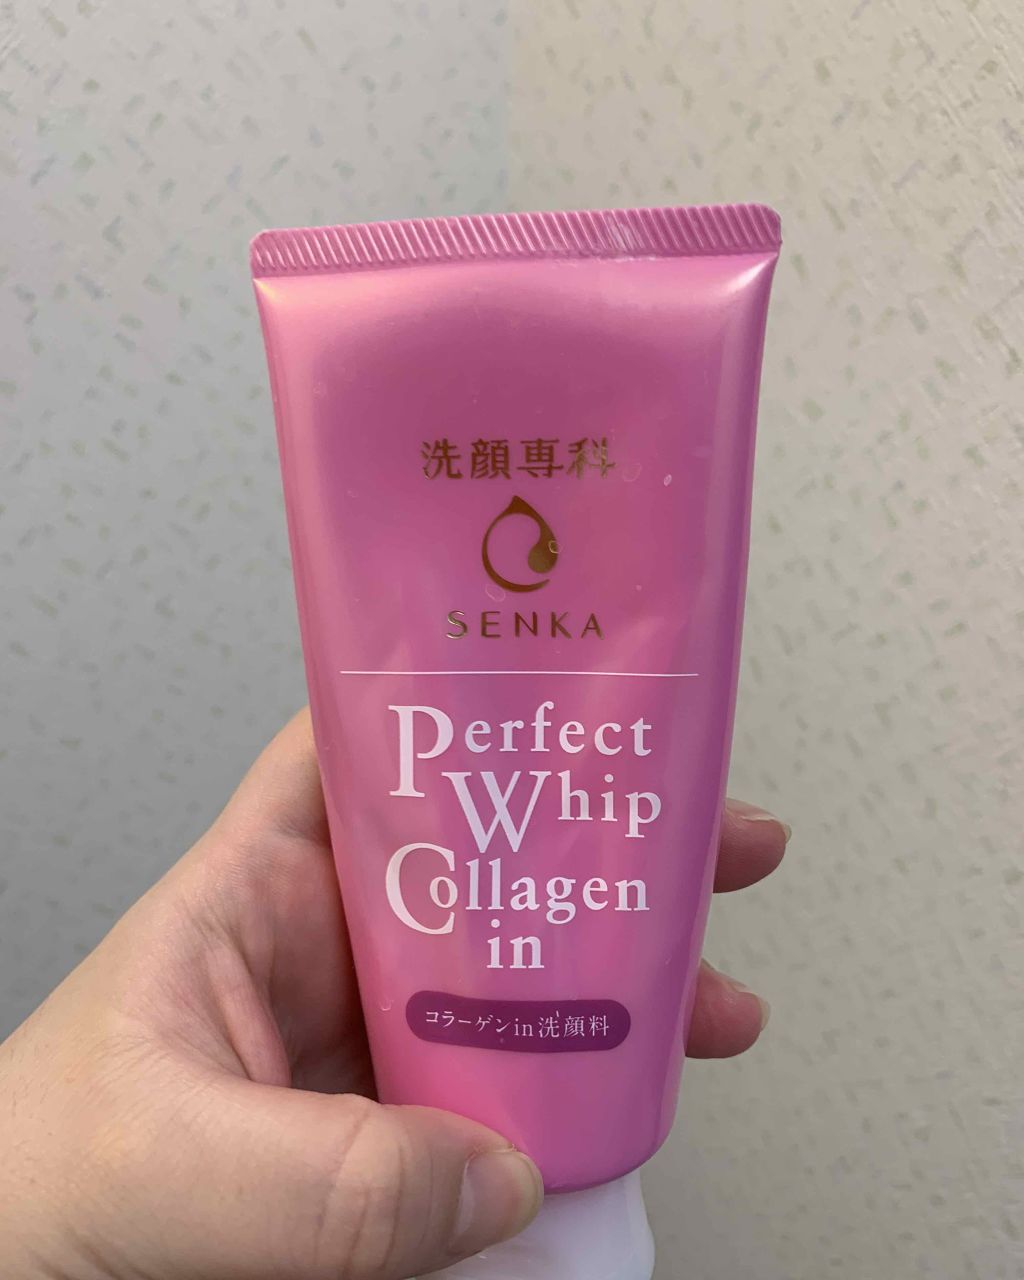 洗顔専科
SENKA
Perfect
Whip
Collagen
in
コラーゲンin洗顔料